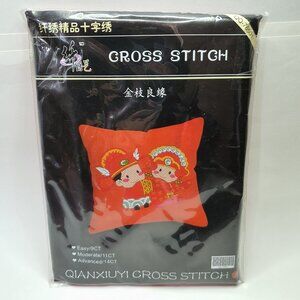 纤绣精品十字绣
CROSS STITCH
金枝良缘
Easy/9CT
Moderate/11CT
Advanced/14CT
QIANXIUYI CROSS STITCH